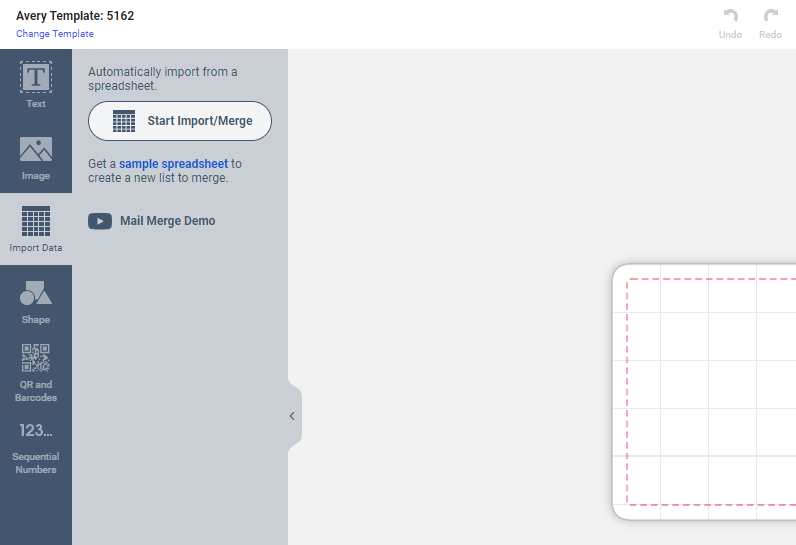 Avery Template: 5162
Change Template
Undo
Redo
T
Text
Image
Import Data
Shape
QR and
Barcodes
123...
Sequential
Numbers
Automatically import from a
spreadsheet.
Start Import/Merge
Get a sample spreadsheet to
create a new list to merge.
Mail Merge Demo